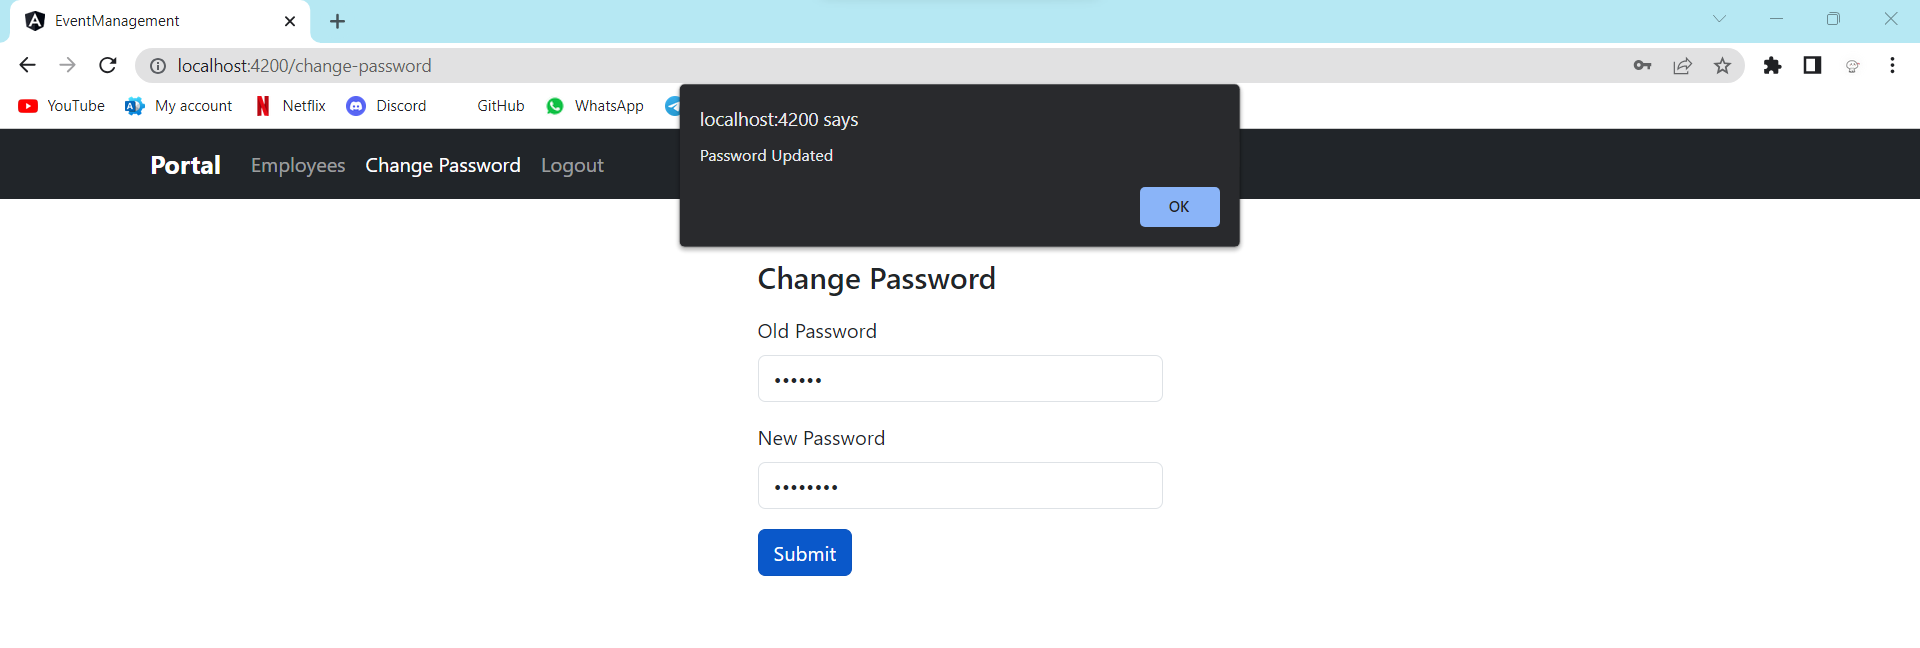 EventManagement
localhost:4200/change-password
YouTube My account Netflix Discord GitHub WhatsApp
localhost:4200 says
Password Updated
OK
Portal Employees Change Password Logout
Change Password
Old Password
••••••
New Password
••••••••
Submit